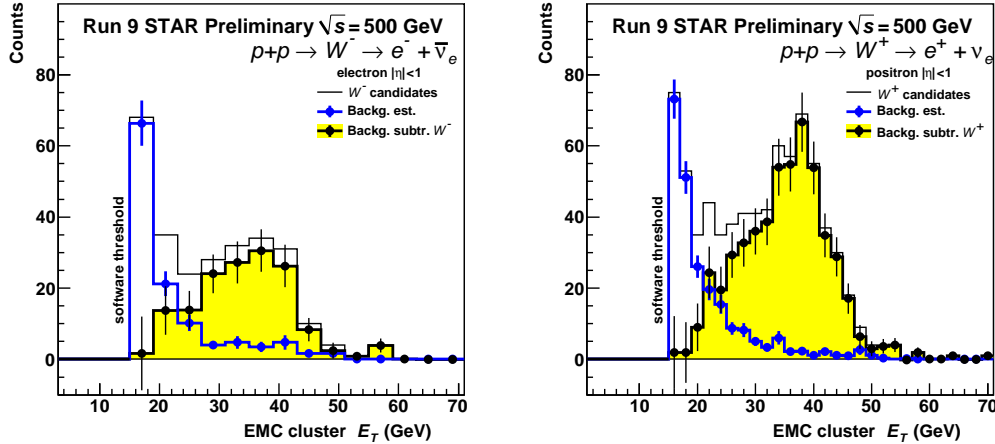 Run 9 STAR Preliminary √s = 500 GeV
p+p → W⁻ → e⁻ + ν̄ₑ
electron |η|<1
W⁻ candidates
Backg. est.
Backg. subtr. W⁻
Counts
80
60
40
20
0
software threshold
10 20 30 40 50 60 70
EMC cluster E_T (GeV)
Run 9 STAR Preliminary √s = 500 GeV
p+p → W⁺ → e⁺ + νₑ
positron |η|<1
W⁺ candidates
Backg. est.
Backg. subtr. W⁺
Counts
80
60
40
20
0
software threshold
10 20 30 40 50 60 70
EMC cluster E_T (GeV)